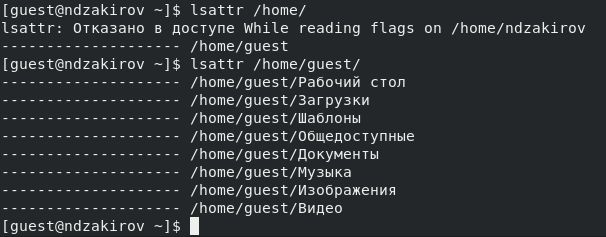 [guest@ndzakirov ~]$ lsattr /home/
lsattr: Отказано в доступе While reading flags on /home/ndzakirov
-------------------- /home/guest
[guest@ndzakirov ~]$ lsattr /home/guest/
-------------------- /home/guest/Рабочий стол
-------------------- /home/guest/Загрузки
-------------------- /home/guest/Шаблоны
-------------------- /home/guest/Общедоступные
-------------------- /home/guest/Документы
-------------------- /home/guest/Музыка
-------------------- /home/guest/Изображения
-------------------- /home/guest/Видео
[guest@ndzakirov ~]$